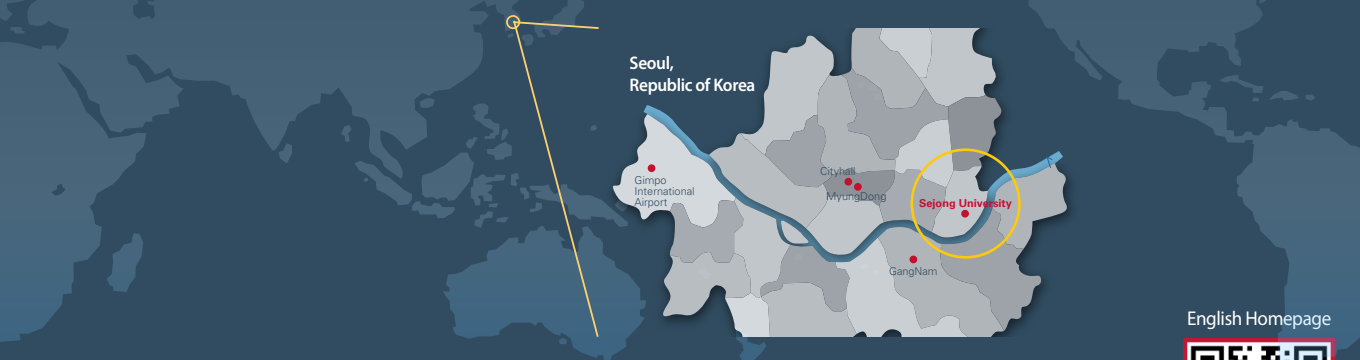 Seoul,
Republic of Korea
Cityhall
MyungDong
Gimpo
International
Airport
Sejong University
GangNam
English Homepage